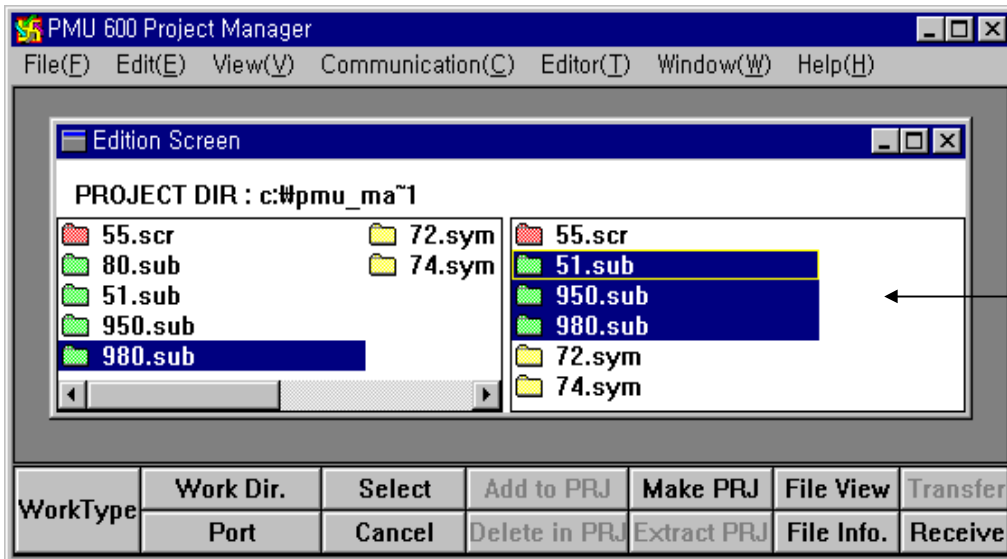 PMU 600 Project Manager
File(F) Edit(E) View(V) Communication(C) Editor(T) Window(W) Help(H)
Edition Screen
PROJECT DIR : c:₩pmu_ma~1
55.scr
80.sub
51.sub
950.sub
980.sub
72.sym
74.sym
55.scr
51.sub
950.sub
980.sub
72.sym
74.sym
WorkType
Work Dir. Select Add to PRJ Make PRJ File View Transfer
Port Cancel Delete in PRJ Extract PRJ File Info. Receive